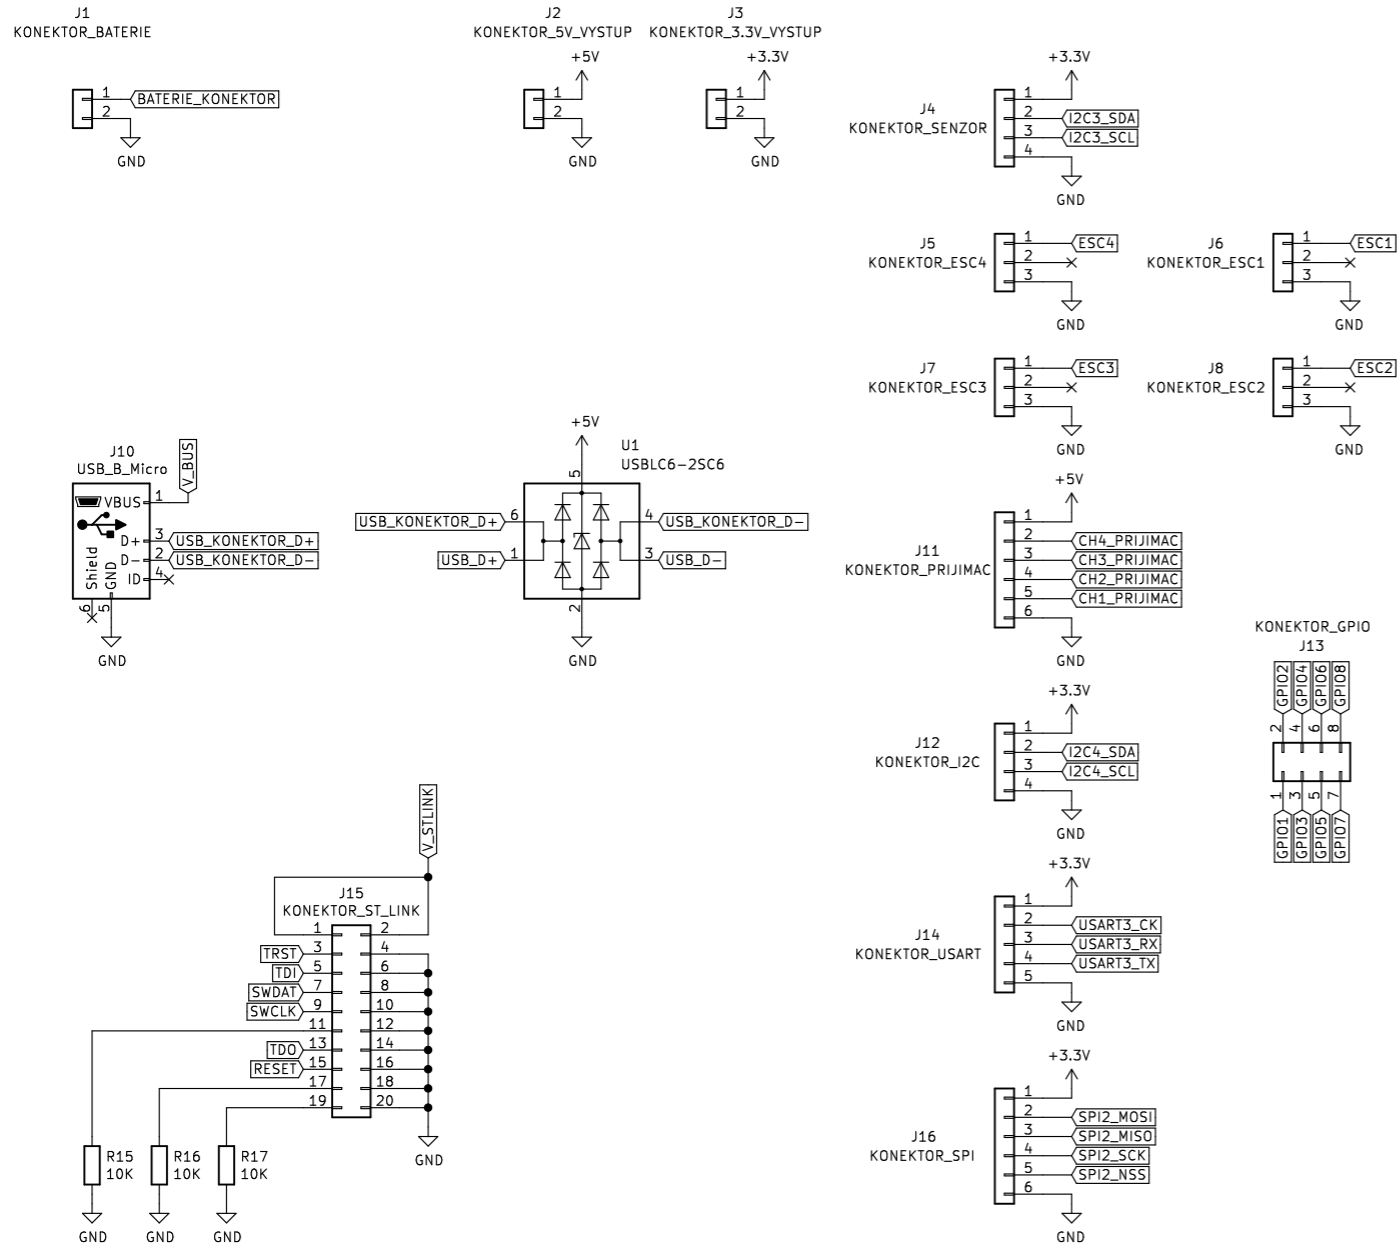 J1
KONEKTOR_BATERIE
1
BATERIE_KONEKTOR
2
GND
J2
KONEKTOR_5V_VYSTUP
+5V
1
2
GND
J3
KONEKTOR_3.3V_VYSTUP
+3.3V
1
2
GND
J4
KONEKTOR_SENZOR
+3.3V
1
2
I2C3_SDA
3
I2C3_SCL
4
GND
J5
KONEKTOR_ESC4
1
ESC4
2
3
GND
J6
KONEKTOR_ESC1
1
ESC1
2
3
GND
J7
KONEKTOR_ESC3
1
ESC3
2
3
GND
J8
KONEKTOR_ESC2
1
ESC2
2
3
GND
J10
USB_B_Micro
V_BUS
VBUS
1
D+
3
USB_KONEKTOR_D+
D-
2
USB_KONEKTOR_D-
ID
4
Shield
GND
6
5
GND
+5V
U1
USBLC6-2SC6
5
USB_KONEKTOR_D+
6
4
USB_KONEKTOR_D-
USB_D+
1
3
USB_D-
2
GND
J11
KONEKTOR_PRIJIMAC
+5V
1
2
CH4_PRIJIMAC
3
CH3_PRIJIMAC
4
CH2_PRIJIMAC
5
CH1_PRIJIMAC
6
GND
J12
KONEKTOR_I2C
+3.3V
1
2
I2C4_SDA
3
I2C4_SCL
4
GND
KONEKTOR_GPIO
J13
GPIO2
GPIO4
GPIO6
GPIO8
2
4
6
8
1
3
5
7
GPIO1
GPIO3
GPIO5
GPIO7
J14
KONEKTOR_USART
+3.3V
1
2
USART3_CK
3
USART3_RX
4
USART3_TX
5
GND
V_STLINK
J15
KONEKTOR_ST_LINK
1
2
TRST
3
4
TDI
5
6
SWDAT
7
8
SWCLK
9
10
11
12
TDO
13
14
RESET
15
16
17
18
19
20
GND
R15
10K
GND
R16
10K
GND
R17
10K
GND
J16
KONEKTOR_SPI
+3.3V
1
2
SPI2_MOSI
3
SPI2_MISO
4
SPI2_SCK
5
SPI2_NSS
6
GND